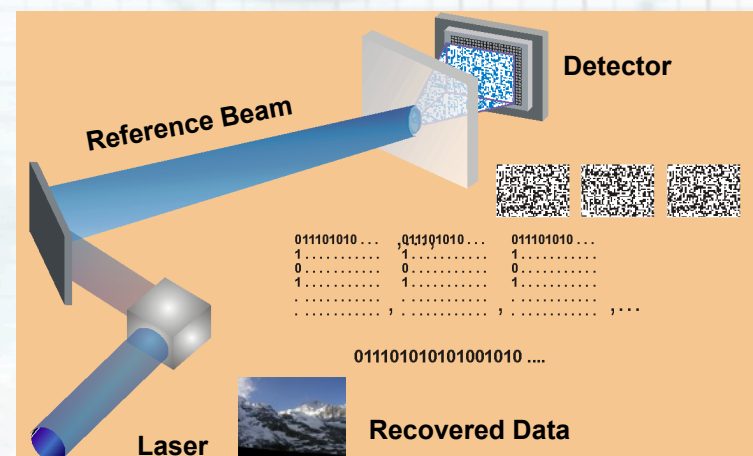 Detector
Reference Beam
011101010 . . . , . . , 011101010 . . . 011101010 . . .
1 . . . . . . . . . . . 1 . . . . . . . . . . . 1 . . . . . . . . . . .
0 . . . . . . . . . . . 0 . . . . . . . . . . . 0 . . . . . . . . . . .
1 . . . . . . . . . . . 1 . . . . . . . . . . . 1 . . . . . . . . . . .
. . . . . . . . . . . . , . . . . . . . . . . . . , . . . . . . . . . . . . , . . .
011101010101001010 ....
Recovered Data
Laser